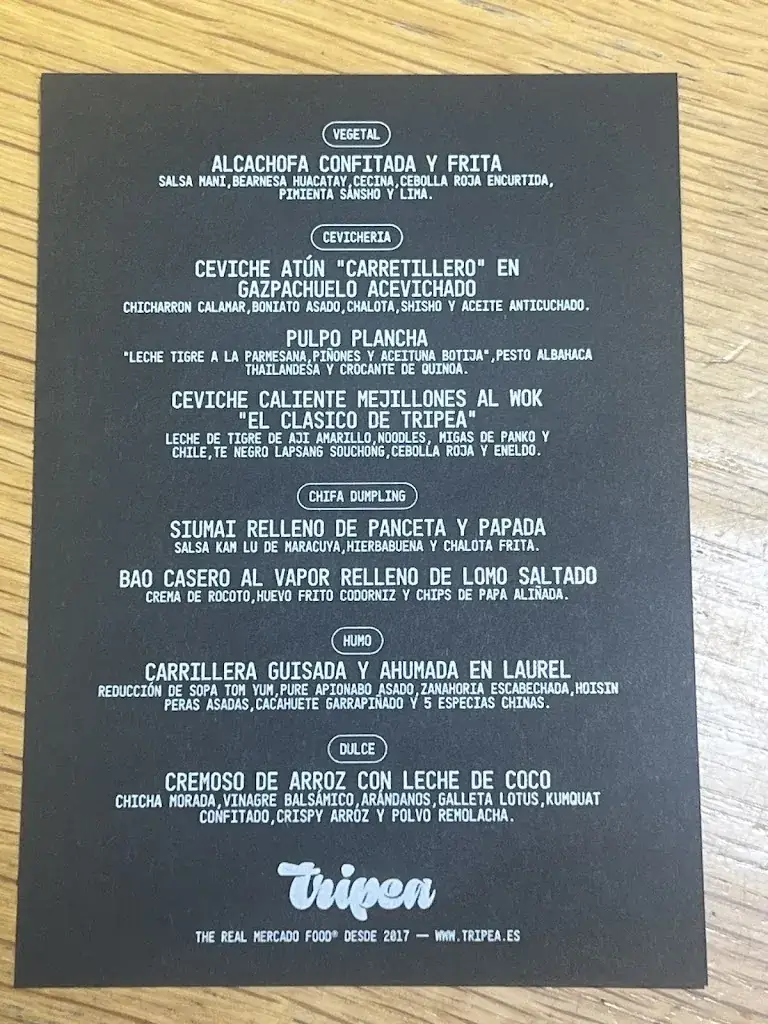 VEGETAL
ALCACHOFA CONFITADA Y FRITA
SALSA MANI,BEARNESA HUACATAY,CECINA,CEBOLLA ROJA ENCURTIDA,
PIMIENTA SANSHO Y LIMA.
CEVICHERIA
CEVICHE ATÚN "CARRETILLERO" EN
GAZPACHUELO ACEVICHADO
CHICHARRON CALAMAR,BONIATO ASADO,CHALOTA,SHISHO Y ACEITE ANTICUCHADO.
PULPO PLANCHA
"LECHE TIGRE A LA PARMESANA,PIÑONES Y ACEITUNA BOTIJA",PESTO ALBAHACA
THAILANDESA Y CROCANTE DE QUINOA.
CEVICHE CALIENTE MEJILLONES AL WOK
"EL CLASICO DE TRIPEA"
LECHE DE TIGRE DE AJI AMARILLO,NOODLES, MIGAS DE PANKO Y
CHILE,TE NEGRO LAPSANG SOUCHONG,CEBOLLA ROJA Y ENELDO.
CHIFA DUMPLING
SIUMAI RELLENO DE PANCETA Y PAPADA
SALSA KAM LU DE MARACUYA,HIERBABUENA Y CHALOTA FRITA.
BAO CASERO AL VAPOR RELLENO DE LOMO SALTADO
CREMA DE ROCOTO,HUEVO FRITO CODORNIZ Y CHIPS DE PAPA ALIÑADA.
HUMO
CARRILLERA GUISADA Y AHUMADA EN LAUREL
REDUCCIÓN DE SOPA TOM YUM,PURE APIONABO ASADO,ZANAHORIA ESCABECHADA,HOISIN
PERAS ASADAS,CACAHUETE GARRAPIÑADO Y 5 ESPECIAS CHINAS.
DULCE
CREMOSO DE ARROZ CON LECHE DE COCO
CHICHA MORADA,VINAGRE BALSÁMICO,ARÁNDANOS,GALLETA LOTUS,KUMQUAT
CONFITADO,CRISPY ARROZ Y POLVO REMOLACHA.
Tripea
THE REAL MERCADO FOOD® DESDE 2017 — WWW.TRIPEA.ES